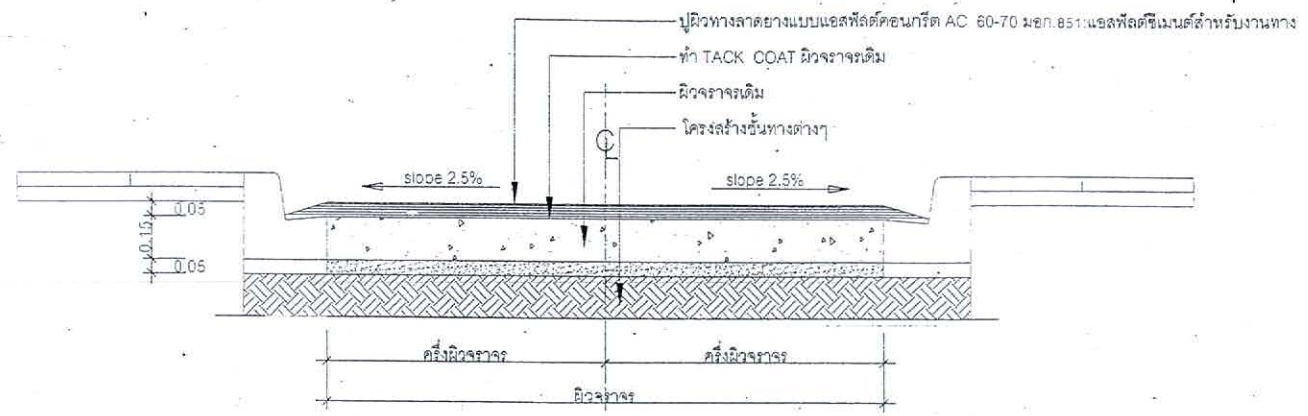 ปูผิวทางลาดยางแบบแอสฟัลต์คอนกรีต AC 60-70 มอก.851:แอสฟัลต์ซีเมนต์สำหรับงานทาง
ทำ TACK COAT ผิวจราจรเดิม
ผิวจราจรเดิม
โครงสร้างชั้นทางต่างๆ
slope 2.5%
slope 2.5%
0.05
0.15
0.05
ครึ่งผิวจราจร
ครึ่งผิวจราจร
ผิวจราจร